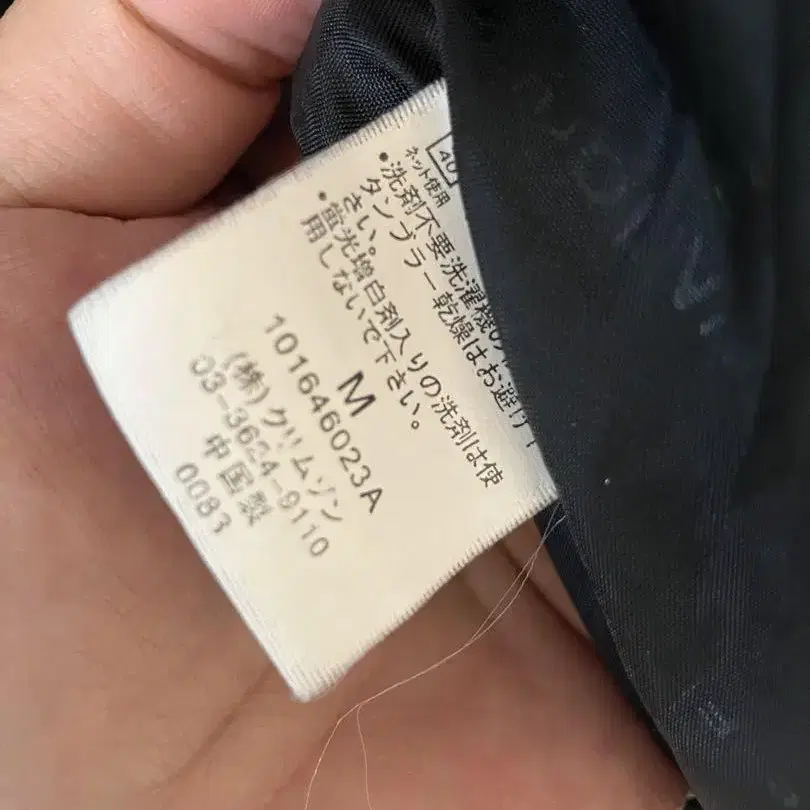 40
ネット使用
・洗剤不要洗濯機の
タンブラー乾燥はお避け下
さい。
・蛍光増白剤入りの洗剤は使
用しないで下さい。
M
101646023A
(株)クリムゾン
03-3624-9110
中国製
0083